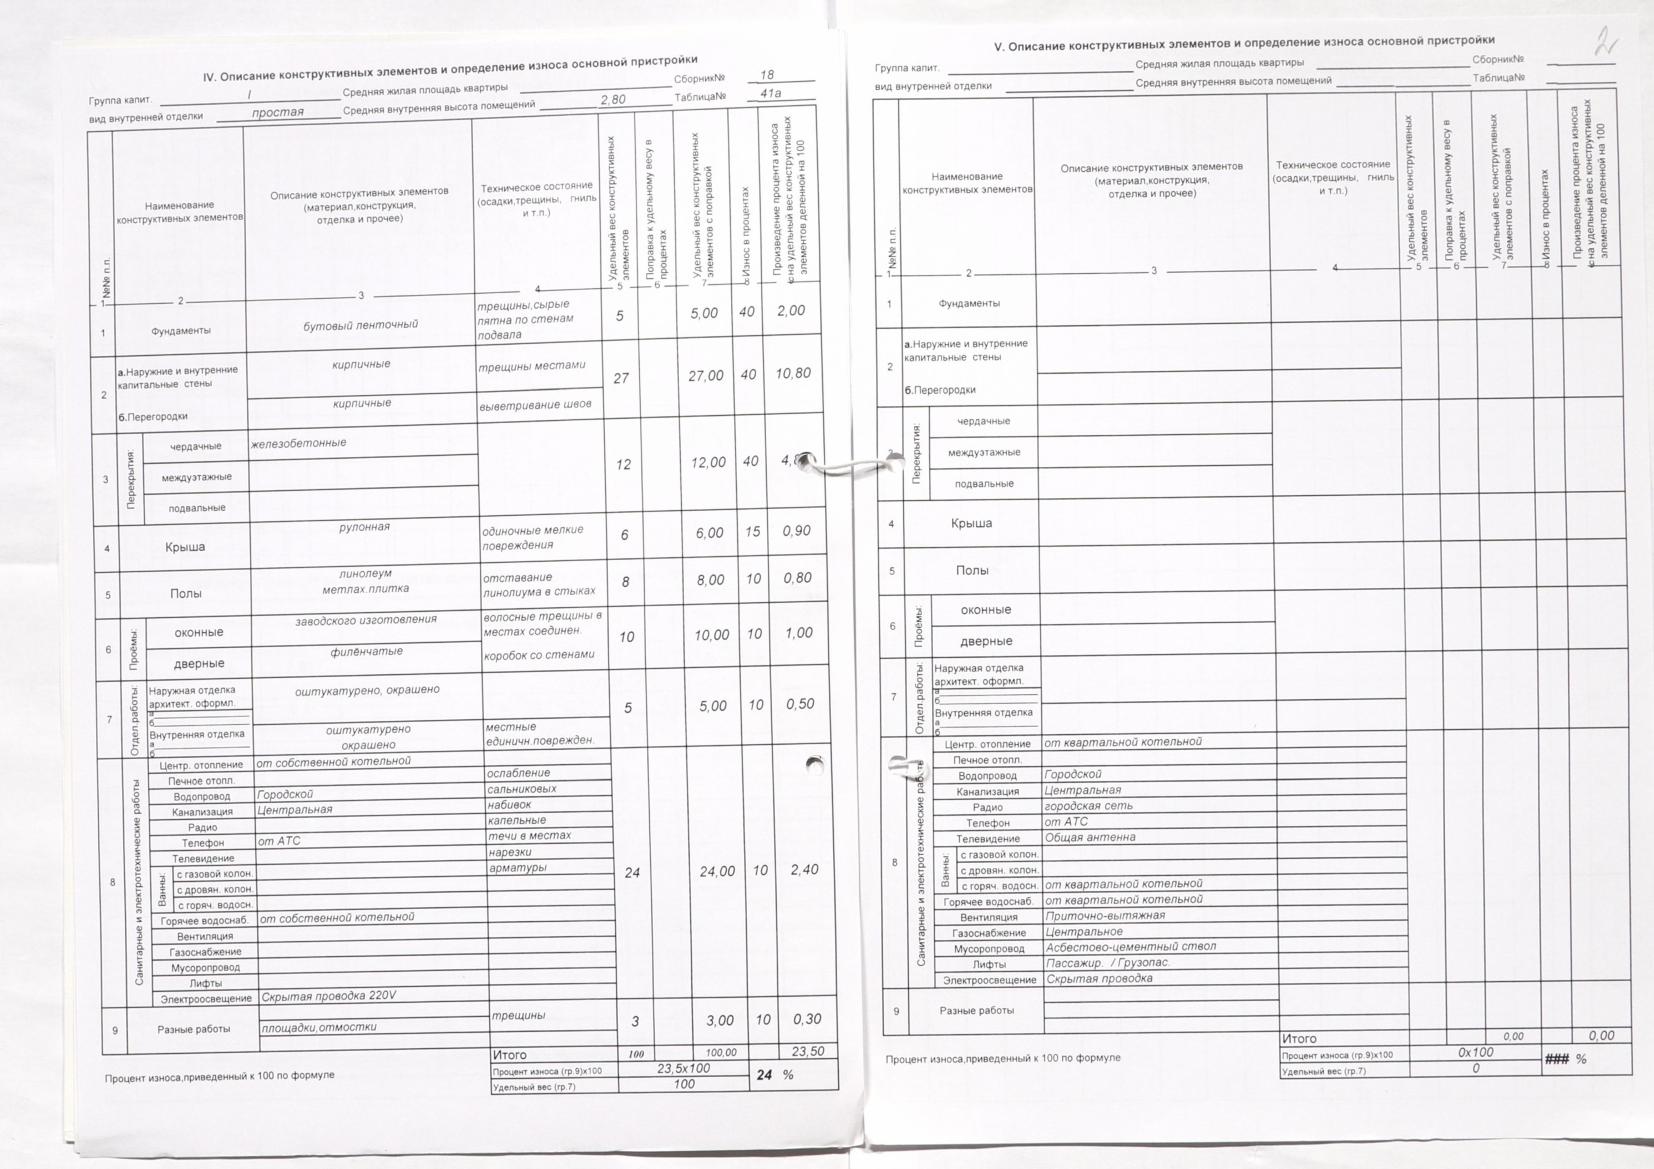 IV. Описание конструктивных элементов и определение износа основной пристройки
Группа капит. I Средняя жилая площадь квартиры Сборник№ 18
вид внутренней отделки простая Средняя внутренняя высота помещений 2,80 Таблица№ 41а
№№ п.п.
Наименование конструктивных элементов
Описание конструктивных элементов (материал,конструкция, отделка и прочее)
Техническое состояние (осадки,трещины, гниль и т.п.)
Удельный вес конструктивных элементов
Поправка к удельному весу в процентах
Удельный вес конструктивных элементов с поправкой
Износ в процентах
Произведение процента износа на удельный вес конструктивных элементов деленной на 100
1 2 3 4 5 6 7 8 9
1 Фундаменты бутовый ленточный трещины,сырые пятна по стенам подвала 5 5,00 40 2,00
2 а.Наружние и внутренние капитальные стены кирпичные трещины местами 27 27,00 40 10,80
б.Перегородки кирпичные выветривание швов
3 Перекрытия: чердачные железобетонные 12 12,00 40
междуэтажные
подвальные
4 Крыша рулонная одиночные мелкие повреждения 6 6,00 15 0,90
5 Полы линолеум метлах.плитка отставание линолиума в стыках 8 8,00 10 0,80
6 Проёмы: оконные заводского изготовления волосные трещины в местах соединен. 10 10,00 10 1,00
дверные филёнчатые коробок со стенами
7 Отдел.работы: Наружная отделка архитект. оформл. оштукатурено, окрашено 5 5,00 10 0,50
а
б
Внутренняя отделка оштукатурено окрашено местные единичн.поврежден.
а
б
8 Санитарные и электротехнические работы 24 24,00 10 2,40
Центр. отопление от собственной котельной
Печное отопл. ослабление
Водопровод Городской сальниковых
Канализация Центральная набивок
Радио капельные
Телефон от АТС течи в местах
Телевидение нарезки
Ванны: с газовой колон. арматуры
с дровян. колон.
с горяч. водосн.
Горячее водоснаб. от собственной котельной
Вентиляция
Газоснабжение
Мусоропровод
Лифты
Электроосвещение Скрытая проводка 220V
9 Разные работы площадки,отмостки трещины 3 3,00 10 0,30
Итого 100 100,00 23,50
Процент износа,приведенный к 100 по формуле
Процент износа (гр.9)х100 23,5х100 24 %
Удельный вес (гр.7) 100
2
V. Описание конструктивных элементов и определение износа основной пристройки
Группа капит. Средняя жилая площадь квартиры Сборник№
вид внутренней отделки Средняя внутренняя высота помещений Таблица№
№№ п.п.
Наименование конструктивных элементов
Описание конструктивных элементов (материал,конструкция, отделка и прочее)
Техническое состояние (осадки,трещины, гниль и т.п.)
Удельный вес конструктивных элементов
Поправка к удельному весу в процентах
Удельный вес конструктивных элементов с поправкой
Износ в процентах
Произведение процента износа на удельный вес конструктивных элементов деленной на 100
1 2 3 4 5 6 7 8 9
1 Фундаменты
2 а.Наружние и внутренние капитальные стены
б.Перегородки
Перекрытия: чердачные
междуэтажные
подвальные
4 Крыша
5 Полы
6 Проёмы: оконные
дверные
7 Отдел.работы: Наружная отделка архитект. оформл.
а
б
Внутренняя отделка
а
б
8 Санитарные и электротехнические работы
Центр. отопление от квартальной котельной
Печное отопл.
Водопровод Городской
Канализация Центральная
Радио городская сеть
Телефон от АТС
Телевидение Общая антенна
Ванны: с газовой колон.
с дровян. колон.
с горяч. водосн. от квартальной котельной
Горячее водоснаб. от квартальной котельной
Вентиляция Приточно-вытяжная
Газоснабжение Центральное
Мусоропровод Асбестово-цементный ствол
Лифты Пассажир. / Грузопас.
Электроосвещение Скрытая проводка
9 Разные работы
Итого 0,00 0,00
Процент износа,приведенный к 100 по формуле
Процент износа (гр.9)х100 0х100 ### %
Удельный вес (гр.7) 0